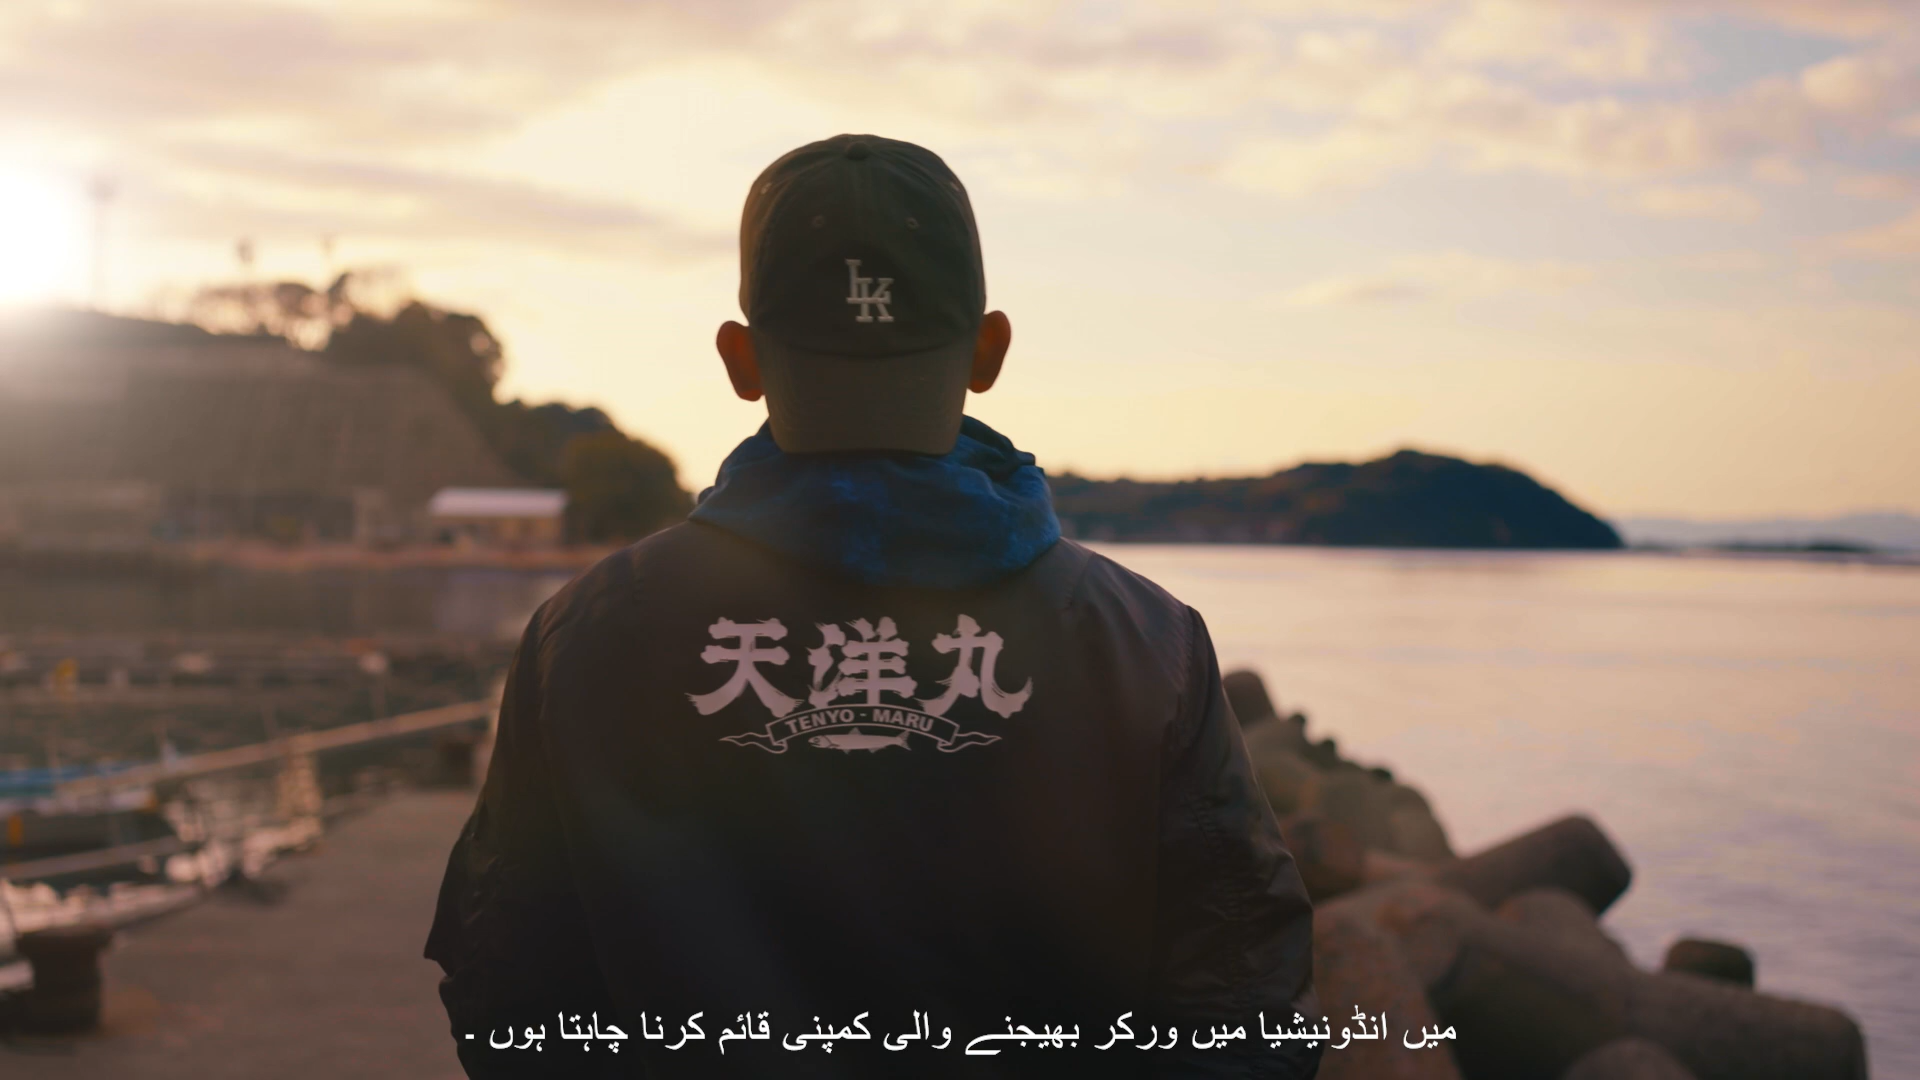 LK
天洋丸
TENYO - MARU
میں انڈونیشیا میں ورکر بھیجنے والی کمپنی قائم کرنا چاہتا ہوں ۔